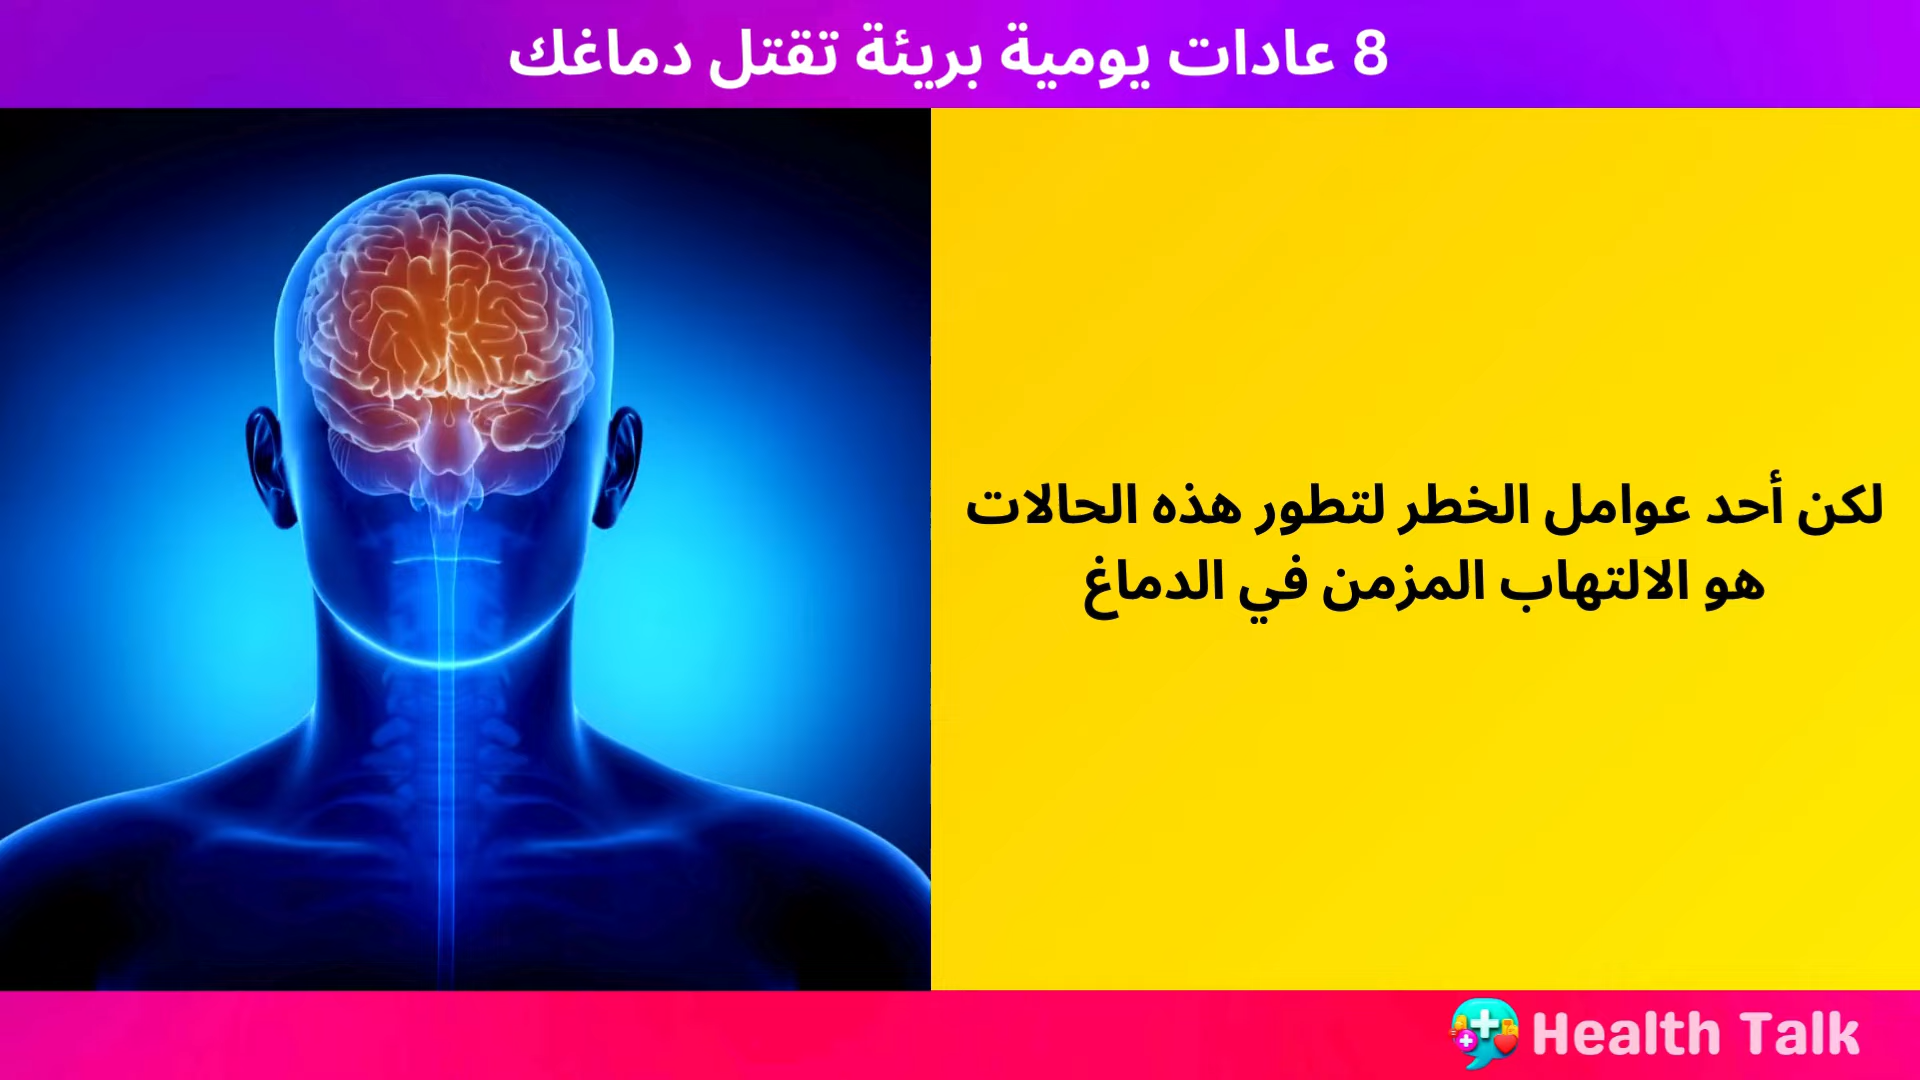 8 عادات يومية بريئة تقتل دماغك
لكن أحد عوامل الخطر لتطور هذه الحالات
هو الالتهاب المزمن في الدماغ
Health Talk